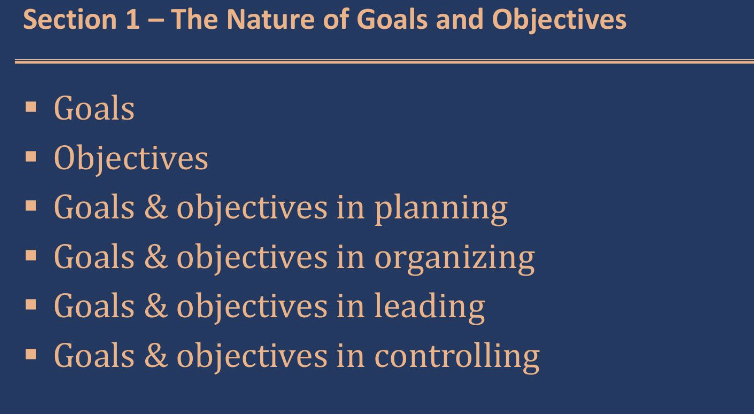 Section 1 – The Nature of Goals and Objectives
▪ Goals
▪ Objectives
▪ Goals & objectives in planning
▪ Goals & objectives in organizing
▪ Goals & objectives in leading
▪ Goals & objectives in controlling